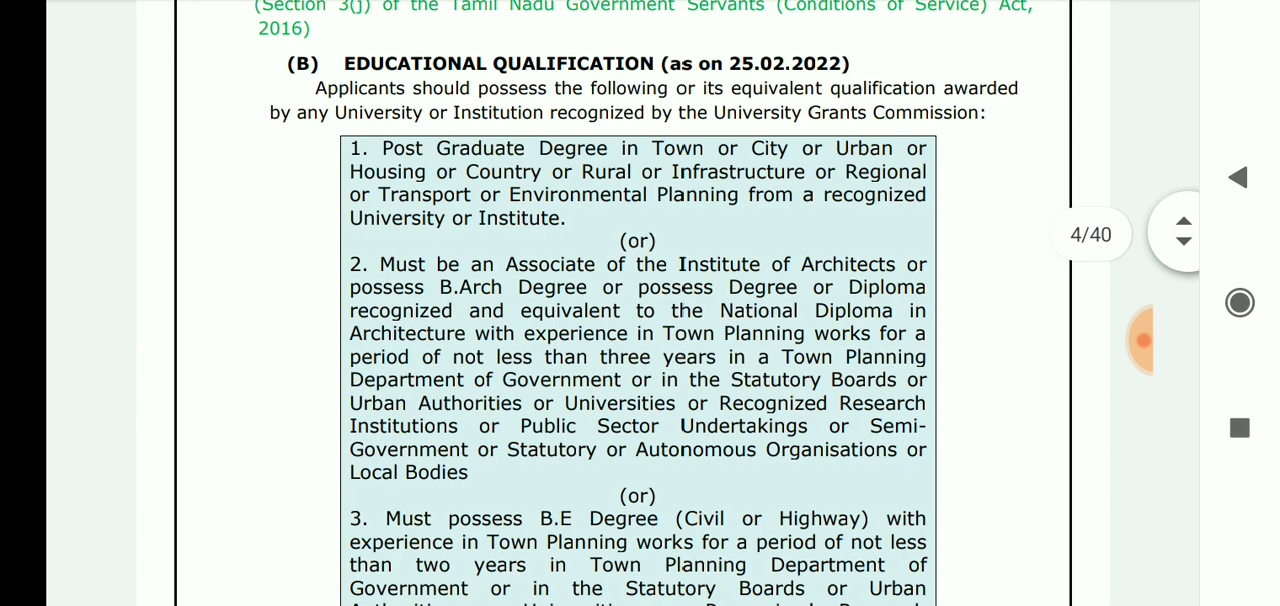 (Section 3(j) of the Tamil Nadu Government Servants (Conditions of Service) Act,
2016)
(B) EDUCATIONAL QUALIFICATION (as on 25.02.2022)
Applicants should possess the following or its equivalent qualification awarded
by any University or Institution recognized by the University Grants Commission:
1. Post Graduate Degree in Town or City or Urban or
Housing or Country or Rural or Infrastructure or Regional
or Transport or Environmental Planning from a recognized
University or Institute.
(or)
2. Must be an Associate of the Institute of Architects or
possess B.Arch Degree or possess Degree or Diploma
recognized and equivalent to the National Diploma in
Architecture with experience in Town Planning works for a
period of not less than three years in a Town Planning
Department of Government or in the Statutory Boards or
Urban Authorities or Universities or Recognized Research
Institutions or Public Sector Undertakings or Semi-
Government or Statutory or Autonomous Organisations or
Local Bodies
(or)
3. Must possess B.E Degree (Civil or Highway) with
experience in Town Planning works for a period of not less
than two years in Town Planning Department of
Government or in the Statutory Boards or Urban
4/40